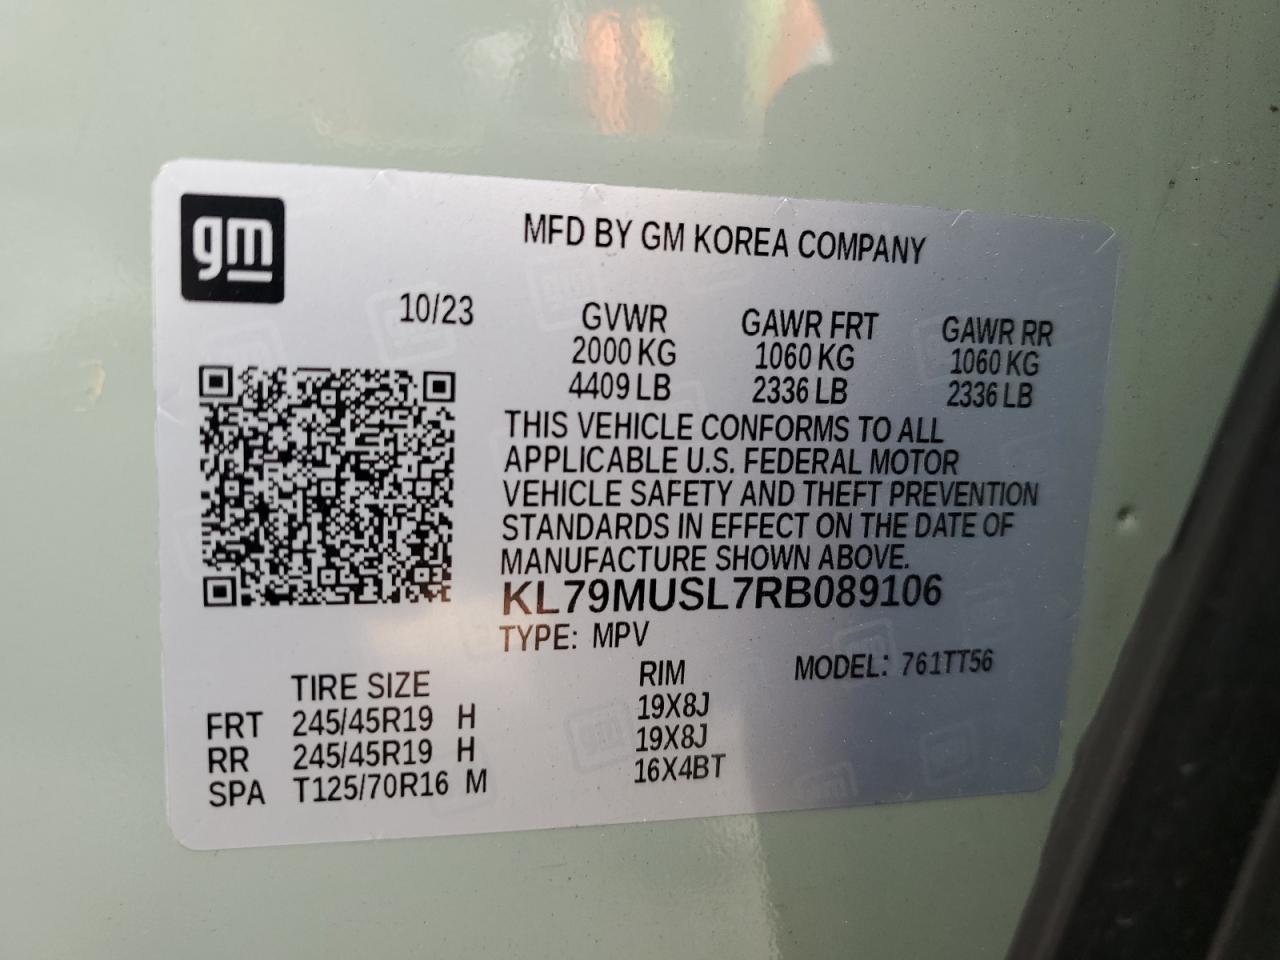 gm
MFD BY GM KOREA COMPANY
10/23 GVWR GAWR FRT GAWR RR
2000 KG 1060 KG 1060 KG
4409 LB 2336 LB 2336 LB
THIS VEHICLE CONFORMS TO ALL
APPLICABLE U.S. FEDERAL MOTOR
VEHICLE SAFETY AND THEFT PREVENTION
STANDARDS IN EFFECT ON THE DATE OF
MANUFACTURE SHOWN ABOVE.
KL79MUSL7RB089106
TYPE: MPV
MODEL: 761TT56
TIRE SIZE RIM
FRT 245/45R19 H 19X8J
RR 245/45R19 H 19X8J
SPA T125/70R16 M 16X4BT